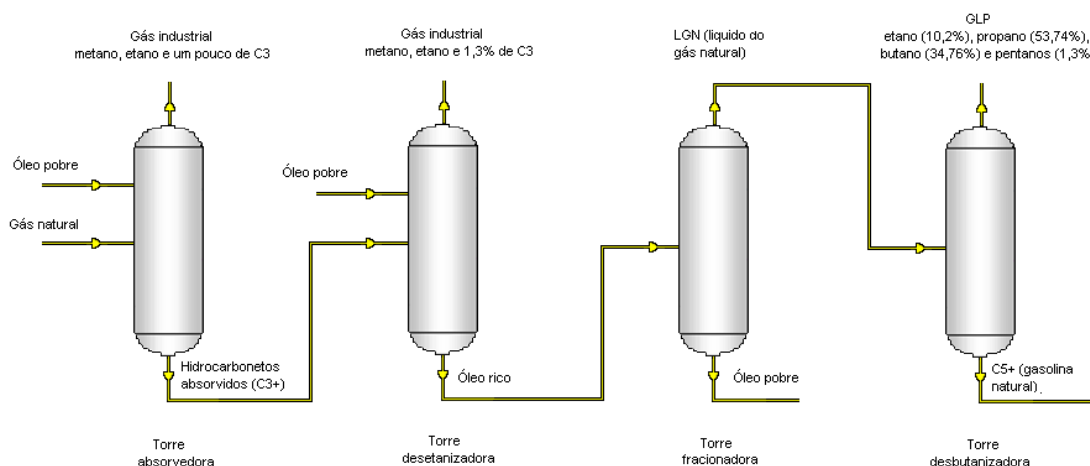 Gás industrial
metano, etano e um pouco de C3
Gás industrial
metano, etano e 1,3% de C3
LGN (liquido do
gás natural)
GLP
etano (10,2%), propano (53,74%),
butano (34,76%) e pentanos (1,3%
Óleo pobre
Gás natural
Hidrocarbonetos
absorvidos (C3+)
Torre
absorvedora
Óleo pobre
Óleo rico
Torre
desetanizadora
Óleo pobre
Torre
fracionadora
C5+ (gasolina
natural)
Torre
desbutanizadora